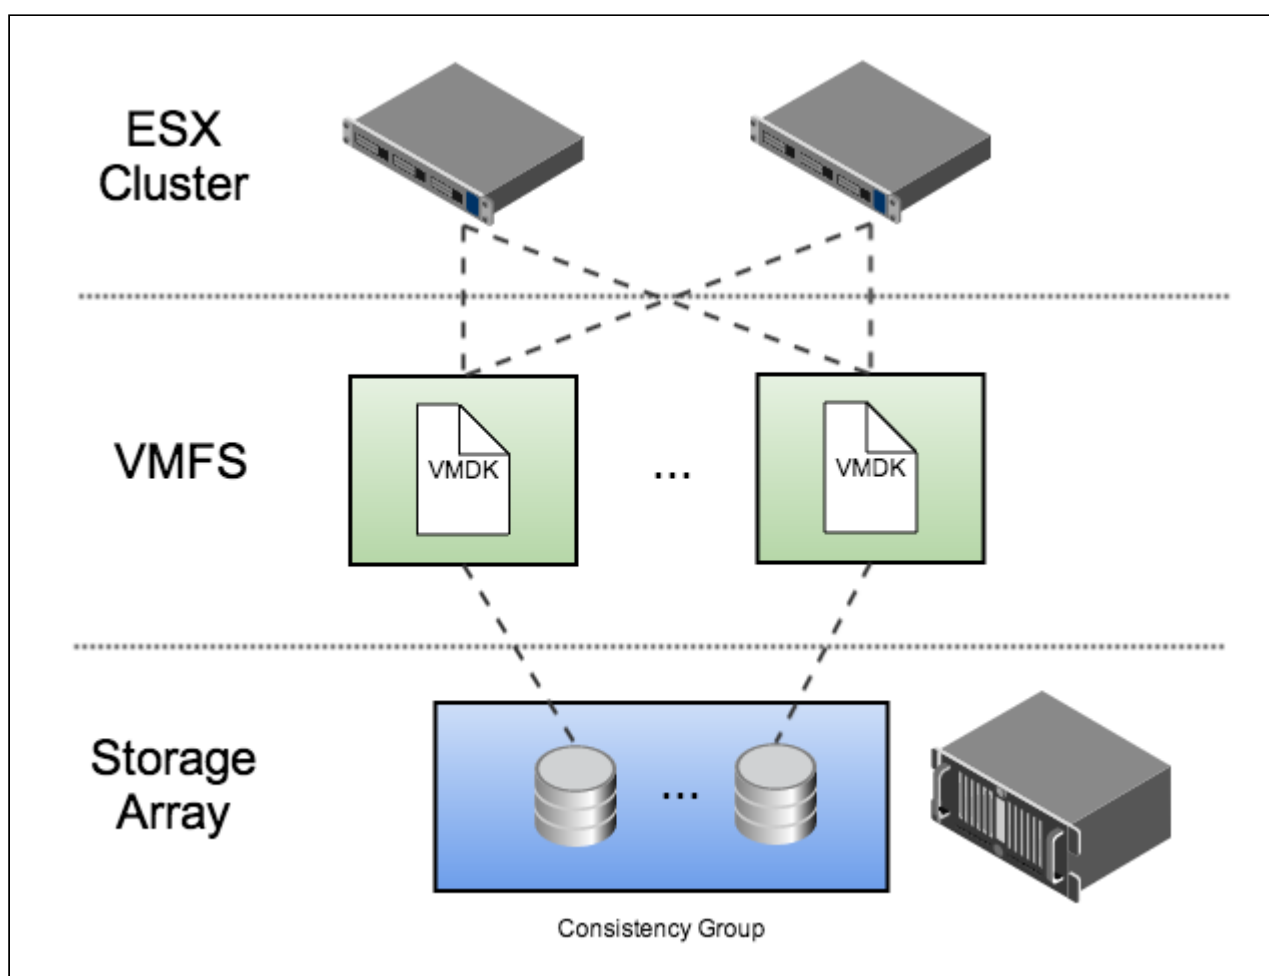 ESX
Cluster
VMFS
VMDK
...
VMDK
Storage
Array
...
Consistency Group